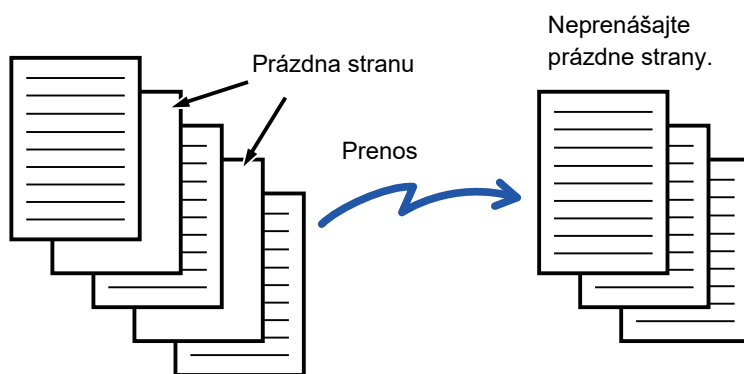 Prázdna stranu
Prenos
Neprenášajte
prázdne strany.